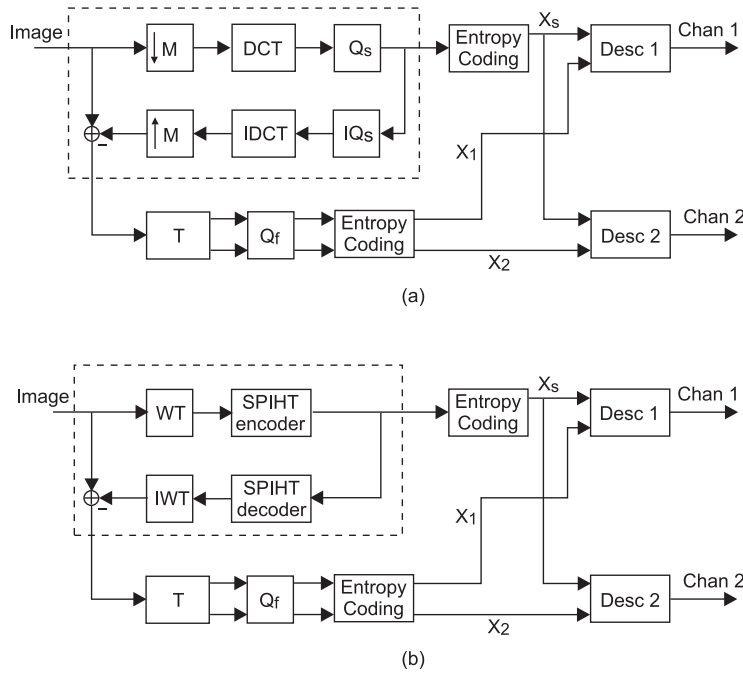 Image
M
DCT
Qs
Entropy
Coding
Xs
Desc 1
Chan 1
M
IDCT
IQs
-
X1
T
Qf
Entropy
Coding
X2
Desc 2
Chan 2
(a)
Image
WT
SPIHT
encoder
Entropy
Coding
Xs
Desc 1
Chan 1
IWT
SPIHT
decoder
-
X1
T
Qf
Entropy
Coding
X2
Desc 2
Chan 2
(b)